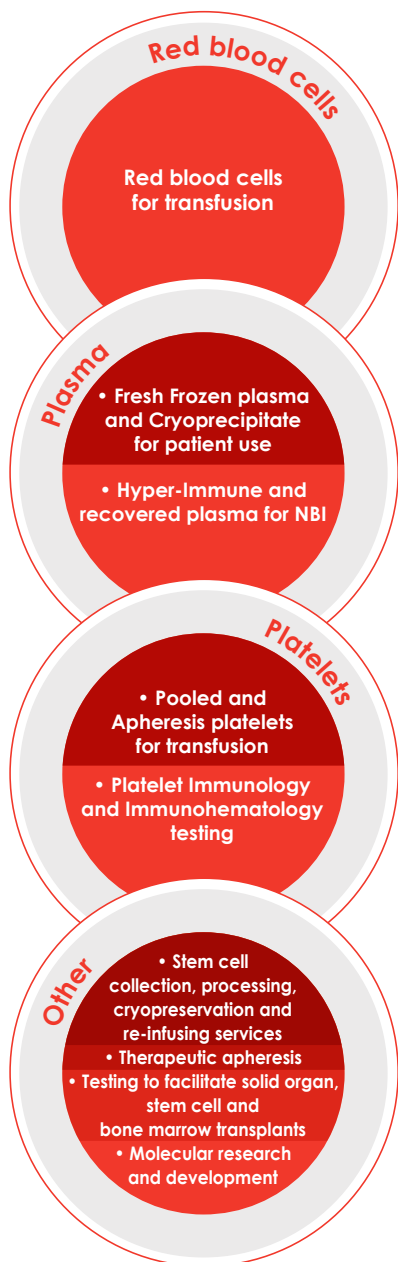 Red blood cells
Red blood cells
for transfusion
Plasma
• Fresh Frozen plasma
and Cryoprecipitate
for patient use
• Hyper-Immune and
recovered plasma for NBI
Platelets
• Pooled and
Apheresis platelets
for transfusion
• Platelet Immunology
and Immunohematology
testing
Other
• Stem cell
collection, processing,
cryopreservation and
re-infusing services
• Therapeutic apheresis
• Testing to facilitate solid organ,
stem cell and
bone marrow transplants
• Molecular research
and development